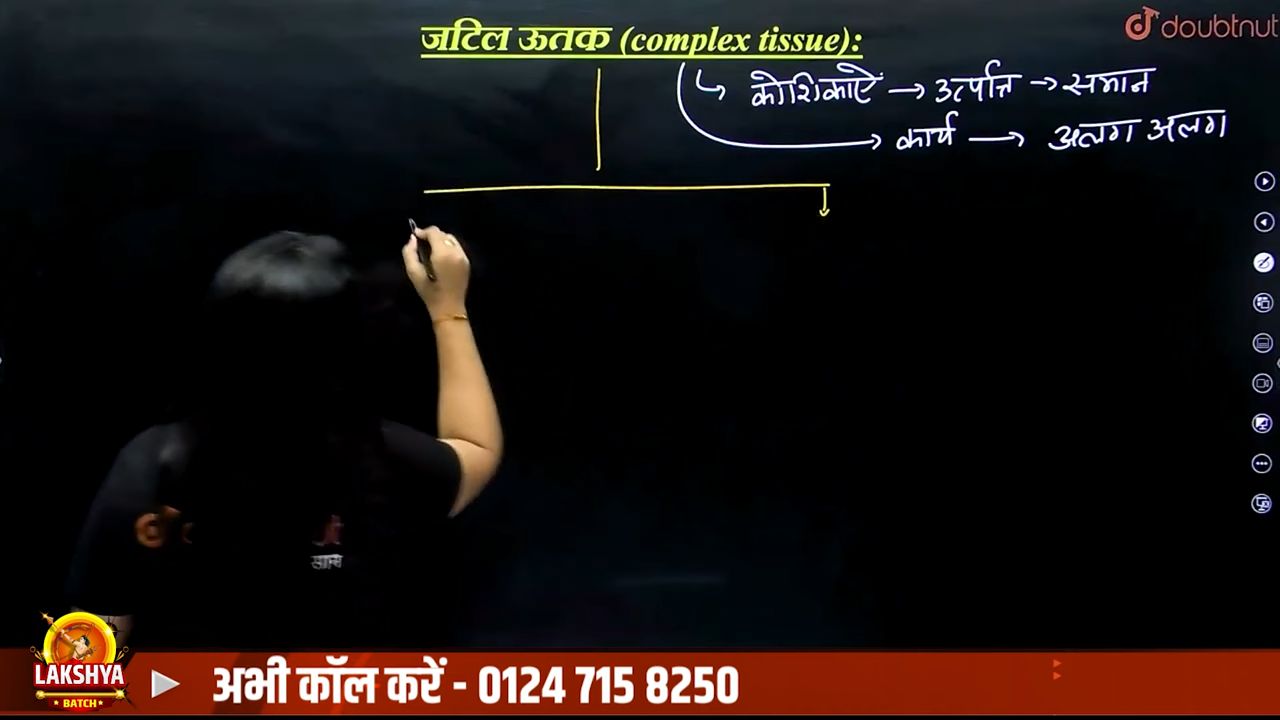 जटिल ऊतक (complex tissue):
doubtnut
कोशिकाऐं → उत्पत्ति → समान
कार्य → अलग अलग
LAKSHYA
BATCH
अभी कॉल करें - 0124 715 8250